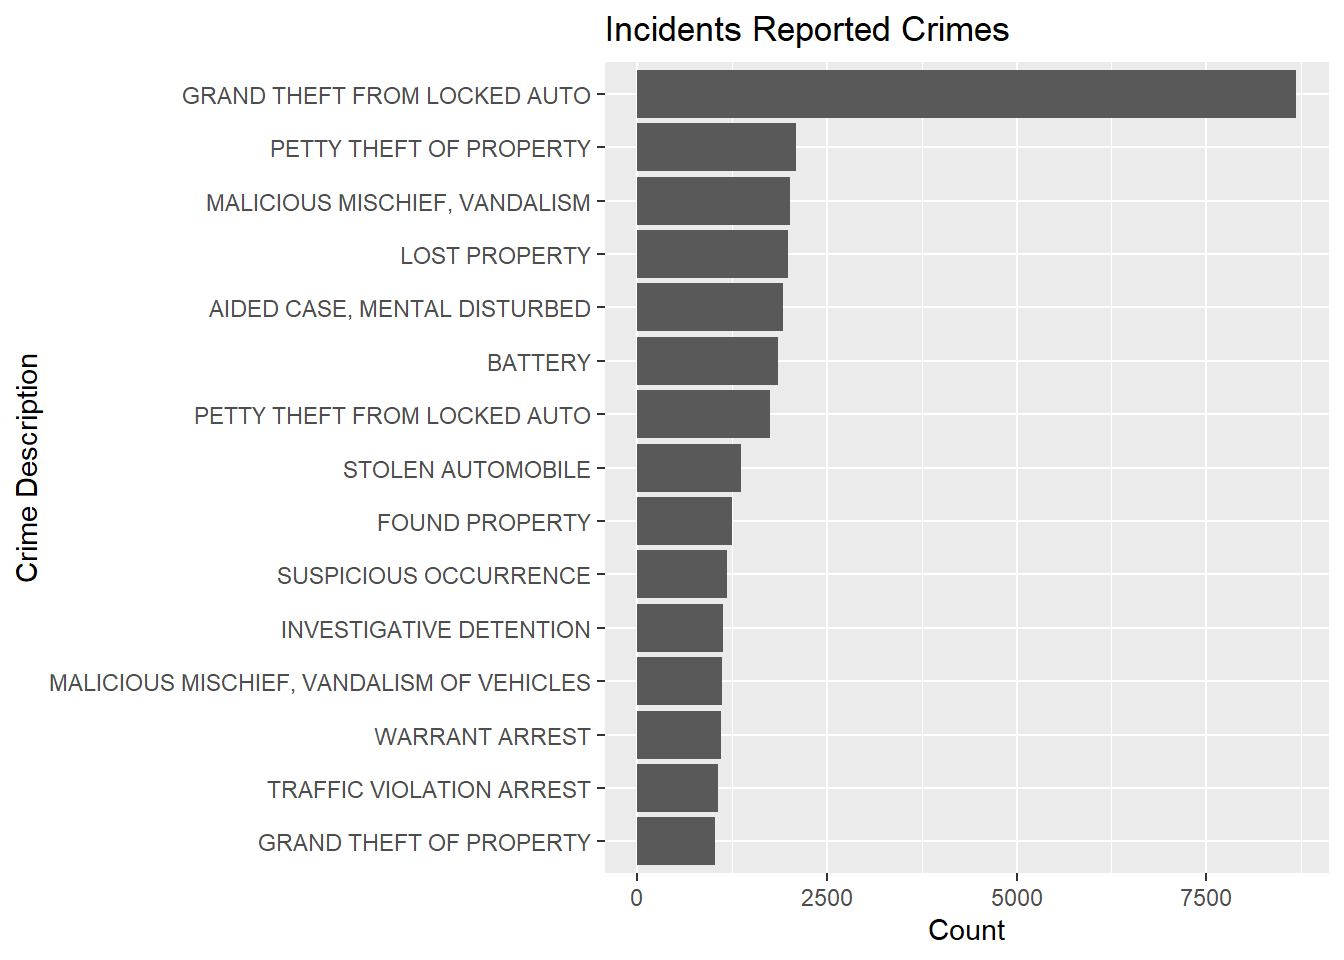 Incidents Reported Crimes
GRAND THEFT FROM LOCKED AUTO
PETTY THEFT OF PROPERTY
MALICIOUS MISCHIEF, VANDALISM
LOST PROPERTY
AIDED CASE, MENTAL DISTURBED
BATTERY
PETTY THEFT FROM LOCKED AUTO
STOLEN AUTOMOBILE
FOUND PROPERTY
SUSPICIOUS OCCURRENCE
INVESTIGATIVE DETENTION
MALICIOUS MISCHIEF, VANDALISM OF VEHICLES
WARRANT ARREST
TRAFFIC VIOLATION ARREST
GRAND THEFT OF PROPERTY
Crime Description
0 2500 5000 7500
Count